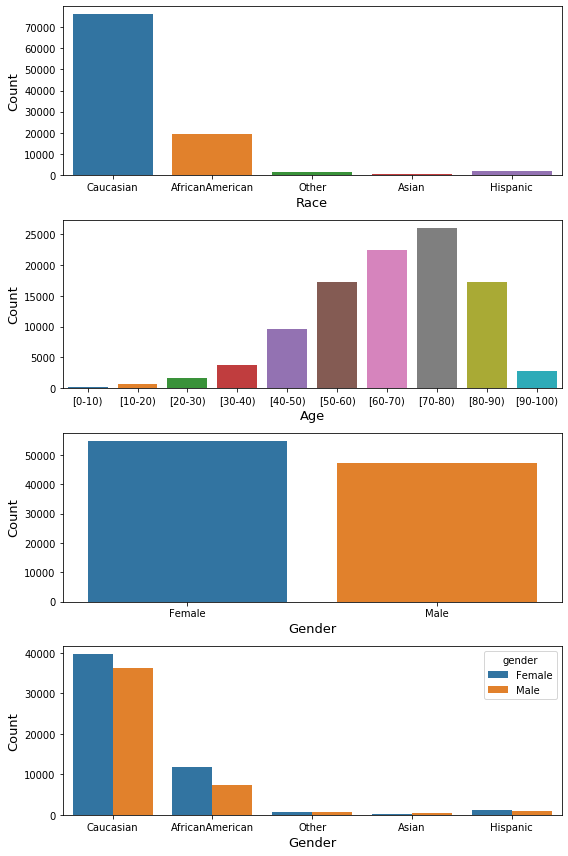 70000
60000
50000
40000
30000
20000
10000
0
Count
Caucasian AfricanAmerican Other Asian Hispanic
Race
25000
20000
15000
10000
5000
0
Count
[0-10) [10-20) [20-30) [30-40) [40-50) [50-60) [60-70) [70-80) [80-90) [90-100)
Age
50000
40000
30000
20000
10000
0
Count
Female Male
Gender
40000
30000
20000
10000
0
Count
gender
Female
Male
Caucasian AfricanAmerican Other Asian Hispanic
Gender